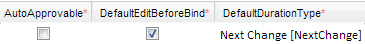 AutoApprovable* DefaultEditBeforeBind* DefaultDurationType*
Next Change [NextChange]